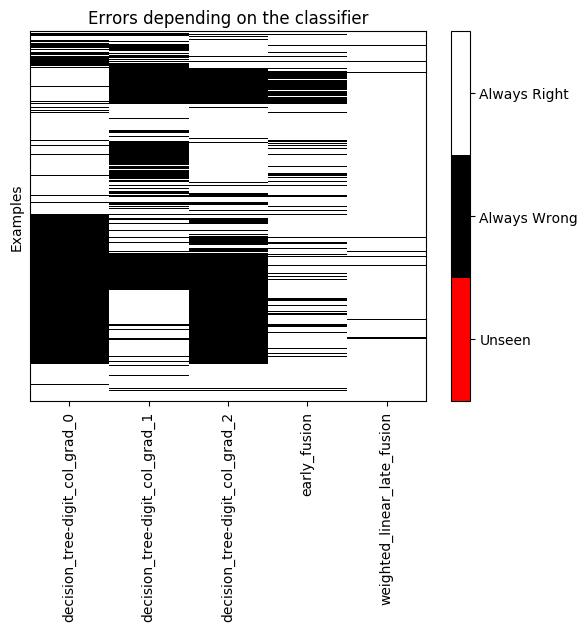 Errors depending on the classifier
Examples
Always Right
Always Wrong
Unseen
decision_tree-digit_col_grad_0
decision_tree-digit_col_grad_1
decision_tree-digit_col_grad_2
early_fusion
weighted_linear_late_fusion